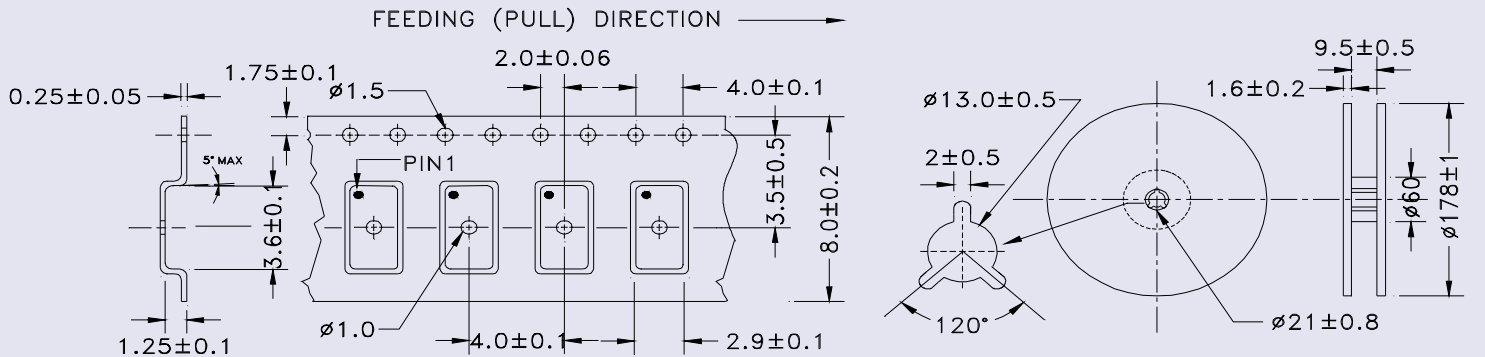 FEEDING (PULL) DIRECTION
2.0±0.06
9.5±0.5
1.75±0.1
1.6±0.2
0.25±0.05
ø1.5
4.0±0.1
ø13.0±0.5
5° MAX
PIN1
2±0.5
3.6±0.1
3.5±0.5
8.0±0.2
ø60
ø178±1
ø1.0
120°
ø21±0.8
1.25±0.1
4.0±0.1
2.9±0.1